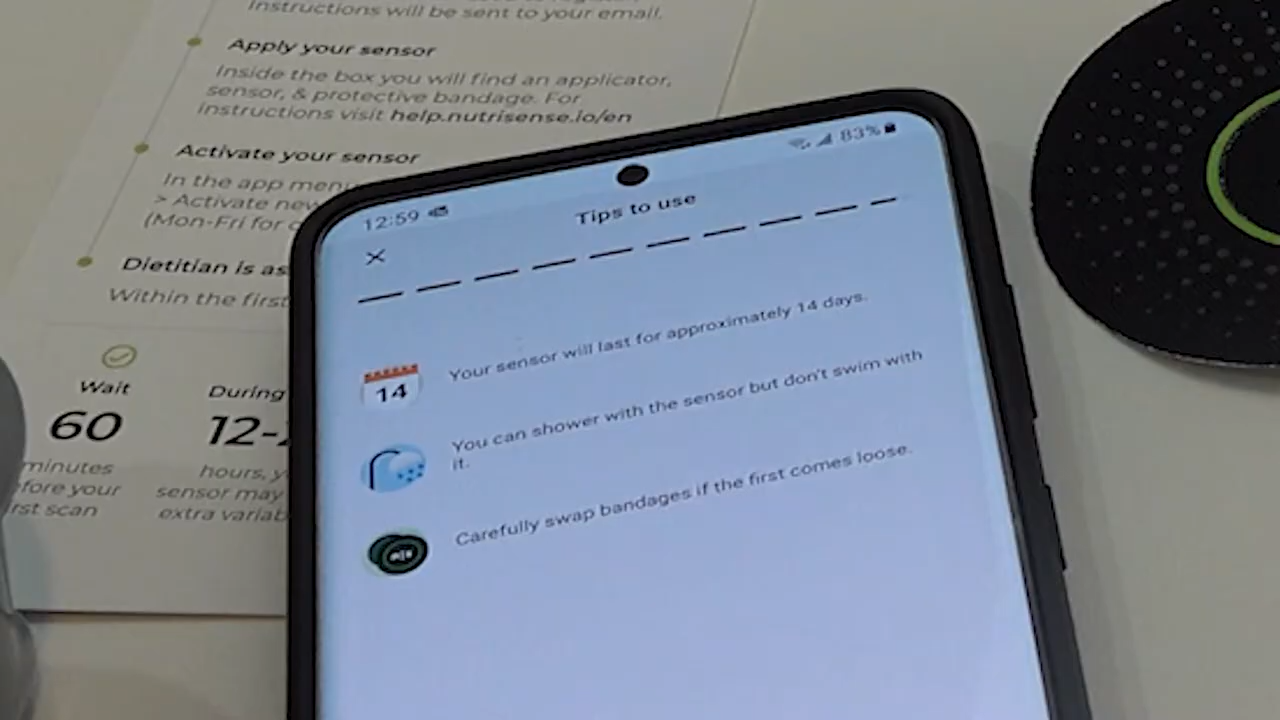 Instructions will be sent to your email.
Apply your sensor
Inside the box you will find an applicator,
sensor, & protective bandage. For
instructions visit help.nutrisense.io/en
Activate your sensor
In the app menu
> Activate new
(Mon-Fri for
Dietitian is as
Within the first
Wait
60
minutes
before your
first scan
During
12-
hours, y
sensor may
extra variab
12:59
83%
Tips to use
14
Your sensor will last for approximately 14 days.
You can shower with the sensor but don't swim with
it.
Carefully swap bandages if the first comes loose.